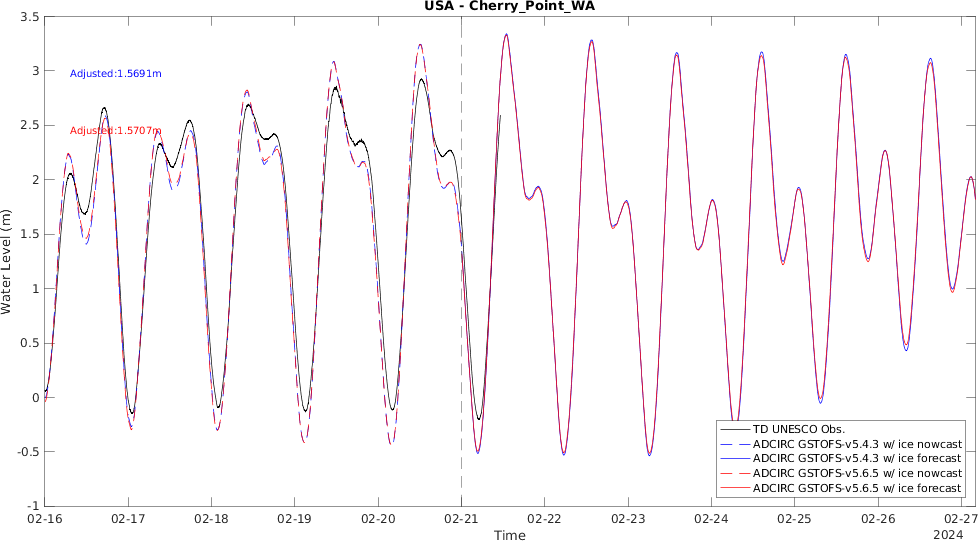 USA - Cherry_Point_WA
3.5
3
2.5
2
1.5
1
0.5
0
-0.5
-1
Water Level (m)
Adjusted:1.5691m
Adjusted:1.5707m
TD UNESCO Obs.
ADCIRC GSTOFS-v5.4.3 w/ ice nowcast
ADCIRC GSTOFS-v5.4.3 w/ ice forecast
ADCIRC GSTOFS-v5.6.5 w/ ice nowcast
ADCIRC GSTOFS-v5.6.5 w/ ice forecast
02-16 02-17 02-18 02-19 02-20 02-21 02-22 02-23 02-24 02-25 02-26 02-27
Time
2024